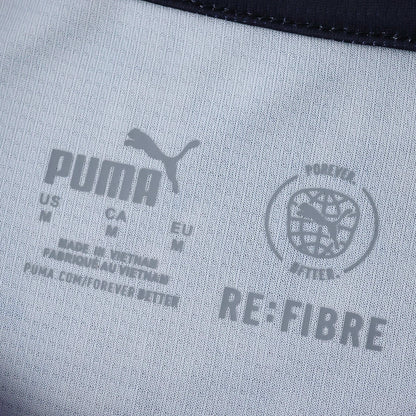 PUMA
US CA EU
M M M
MADE IN VIETNAM
FABRIQUÉ AU VIETNAM
PUMA.COM/FOREVER-BETTER
FOREVER.
BETTER.
RE:FIBRE